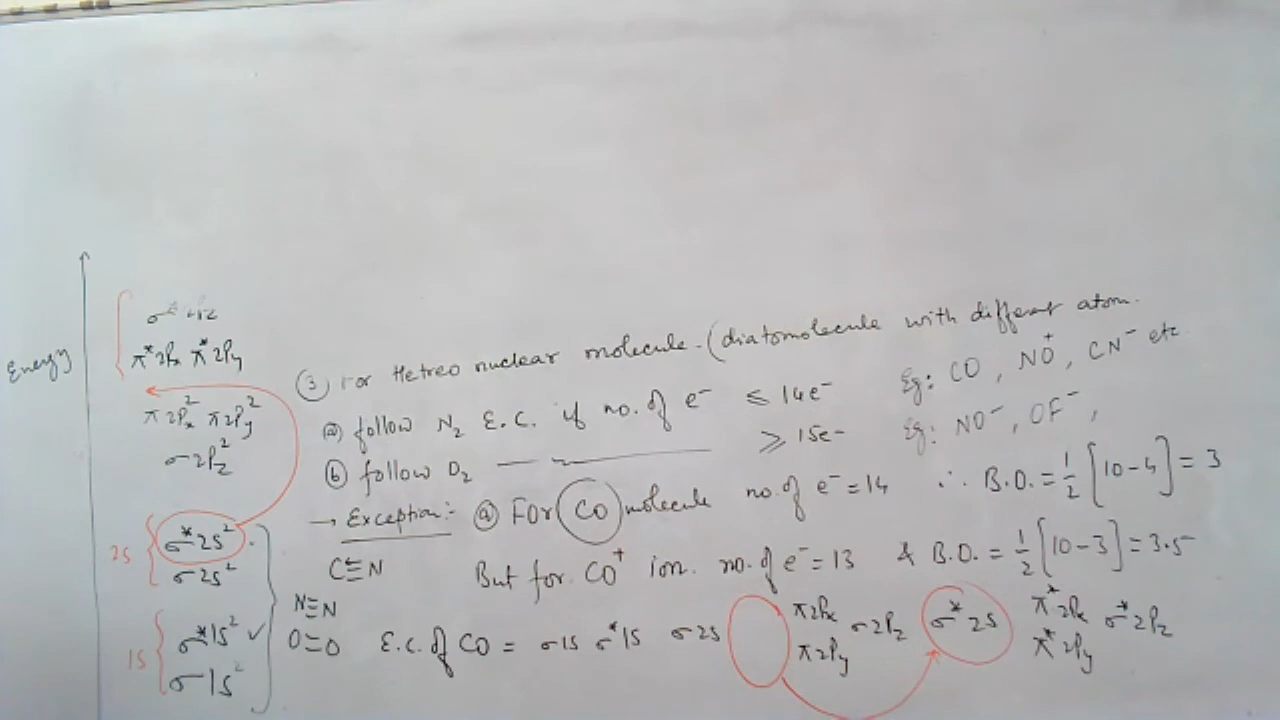 Energy
π*2Px π*2Py
π2Px² π2Py²
σ2Pz²
2s
σ*2s²
σ2s²
1s
σ*1s² ✓
σ1s²
③ For Hetreo nuclear molecule. (diatomolecule with different atom.
ⓐ follow N₂ E.C. if no. of e⁻ ≤ 14e⁻ Eg: CO, NO⁺, CN⁻ etc
ⓑ follow O₂ —— ~ —— ≥ 15e- Eg: NO⁻, OF⁻,
→ Exception:- ⓐ FOr CO molecule no. of e⁻=14 ∴ B.O. = 1/2 [10-4] = 3
C≡N But for CO⁺ ion. no. of e⁻=13 & B.O. = 1/2 [10-3] = 3.5
N≡N
O=O E.C. of CO = σ1s σ*1s σ2s π2Px π2Py σ2Pz σ*2s π*2Px π*2Py σ*2Pz